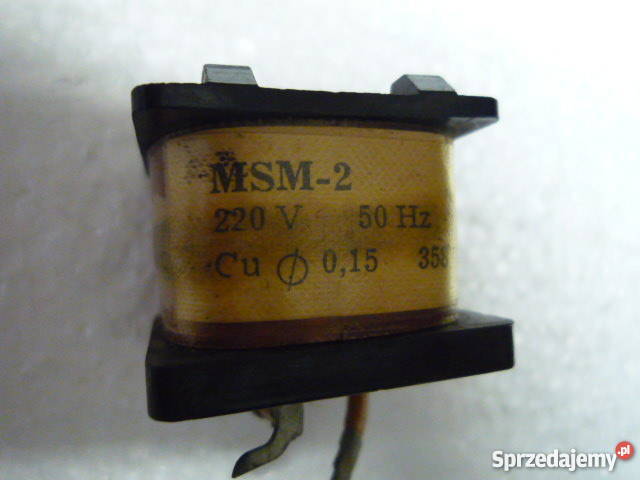 MSM-2
220 V 50 Hz
Cu ϕ 0,15
Sprzedajemy.pl